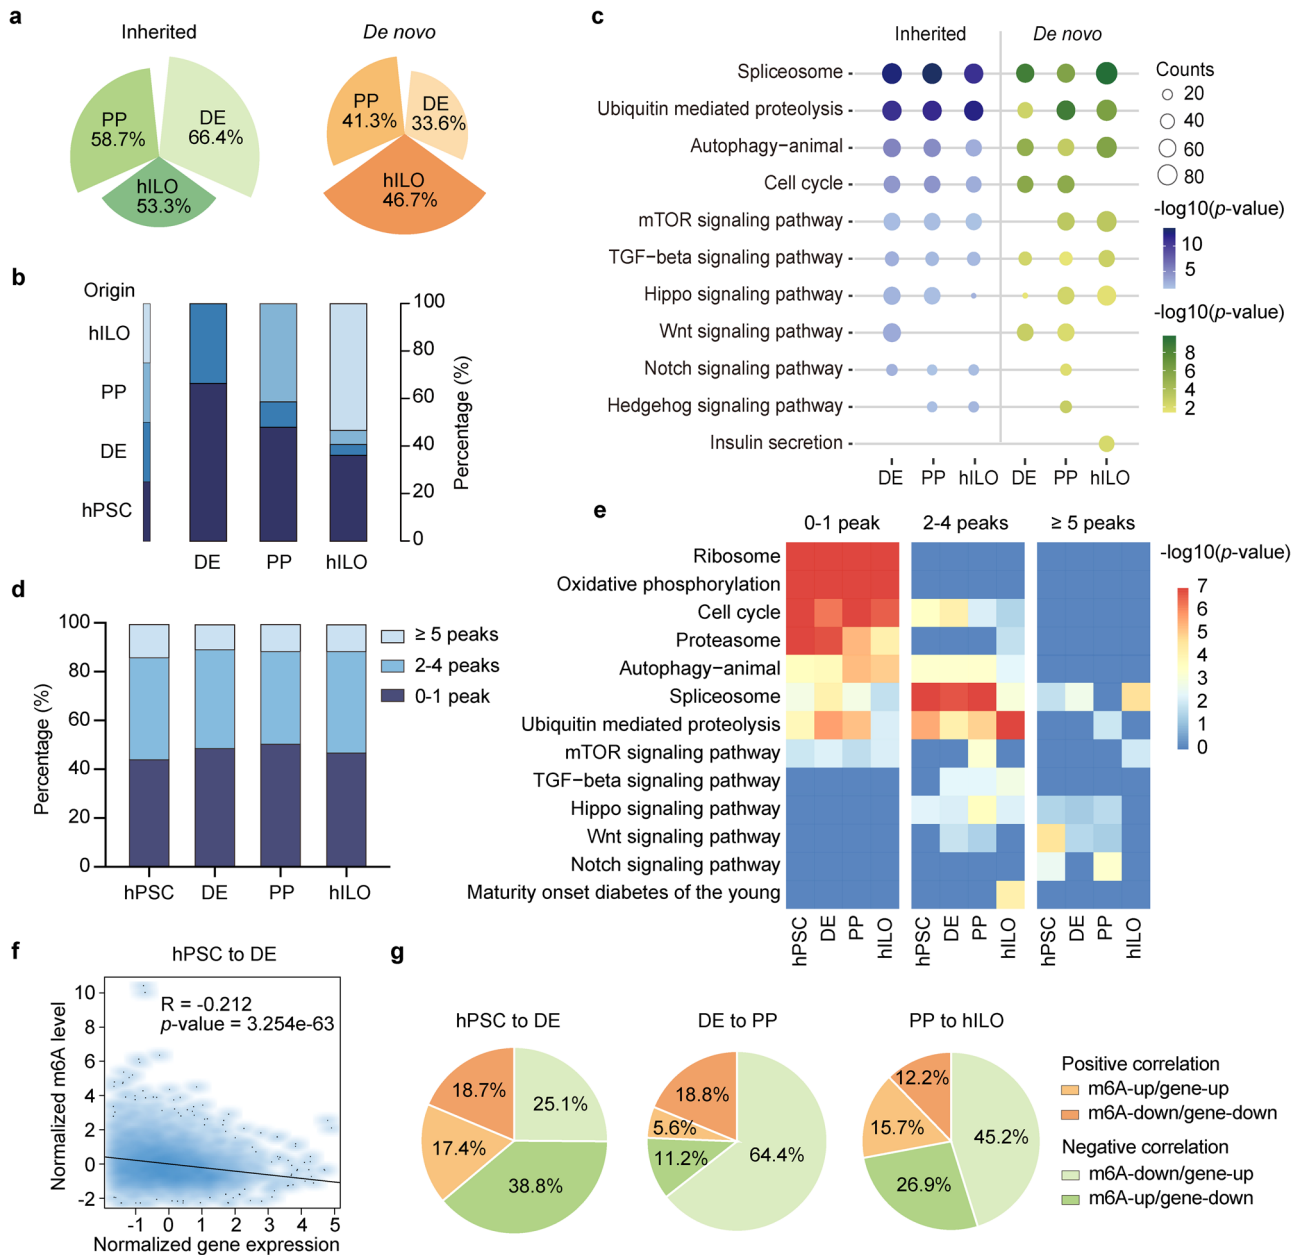 a
Inherited
De novo
PP
58.7%
DE
66.4%
hILO
53.3%
PP
41.3%
DE
33.6%
hILO
46.7%
b
Origin
hILO
PP
DE
hPSC
100
80
60
40
20
0
Percentage (%)
DE
PP
hILO
c
Inherited
De novo
Spliceosome
Ubiquitin mediated proteolysis
Autophagy−animal
Cell cycle
mTOR signaling pathway
TGF−beta signaling pathway
Hippo signaling pathway
Wnt signaling pathway
Notch signaling pathway
Hedgehog signaling pathway
Insulin secretion
DE
PP
hILO
DE
PP
hILO
Counts
20
40
60
80
-log10(p-value)
10
5
-log10(p-value)
8
6
4
2
d
100
80
60
40
20
0
Percentage (%)
hPSC
DE
PP
hILO
≥ 5 peaks
2-4 peaks
0-1 peak
e
0-1 peak
2-4 peaks
≥ 5 peaks
Ribosome
Oxidative phosphorylation
Cell cycle
Proteasome
Autophagy−animal
Spliceosome
Ubiquitin mediated proteolysis
mTOR signaling pathway
TGF−beta signaling pathway
Hippo signaling pathway
Wnt signaling pathway
Notch signaling pathway
Maturity onset diabetes of the young
hPSC
DE
PP
hILO
hPSC
DE
PP
hILO
hPSC
DE
PP
hILO
-log10(p-value)
7
6
5
4
3
2
1
0
f
hPSC to DE
R = -0.212
p-value = 3.254e-63
Normalized m6A level
10
8
6
4
2
0
-2
-1 0 1 2 3 4 5
Normalized gene expression
g
hPSC to DE
18.7%
25.1%
17.4%
38.8%
DE to PP
18.8%
5.6%
11.2%
64.4%
PP to hILO
12.2%
15.7%
45.2%
26.9%
Positive correlation
m6A-up/gene-up
m6A-down/gene-down
Negative correlation
m6A-down/gene-up
m6A-up/gene-down